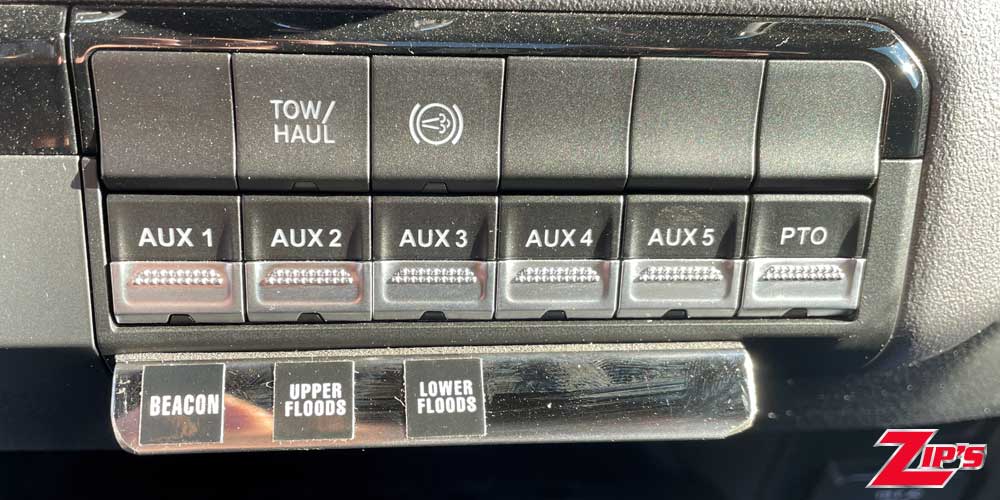 TOW/
HAUL
AUX 1
AUX 2
AUX 3
AUX 4
AUX 5
PTO
BEACON
UPPER
FLOODS
LOWER
FLOODS
ZIP'S